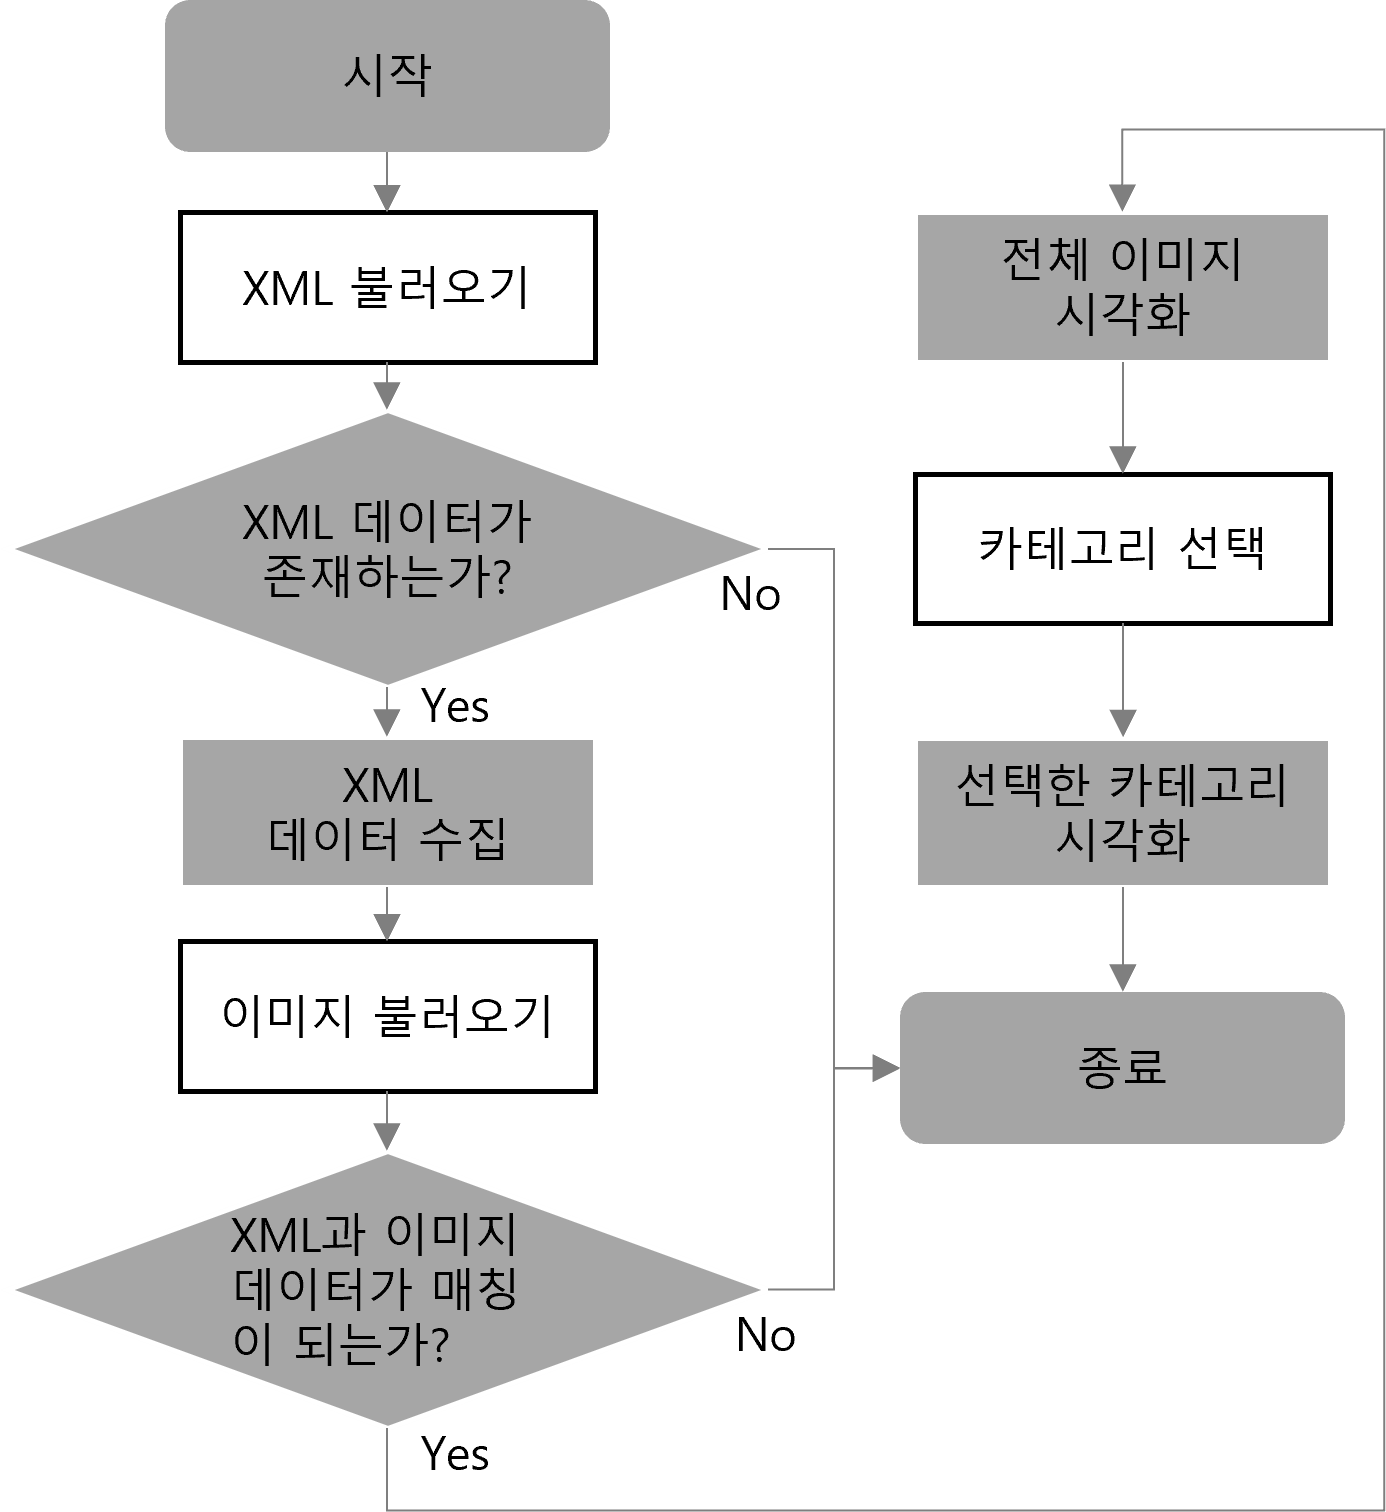 시작
XML 불러오기
XML 데이터가
존재하는가?
No
Yes
XML
데이터 수집
이미지 불러오기
XML과 이미지
데이터가 매칭
이 되는가?
No
Yes
전체 이미지
시각화
카테고리 선택
선택한 카테고리
시각화
종료